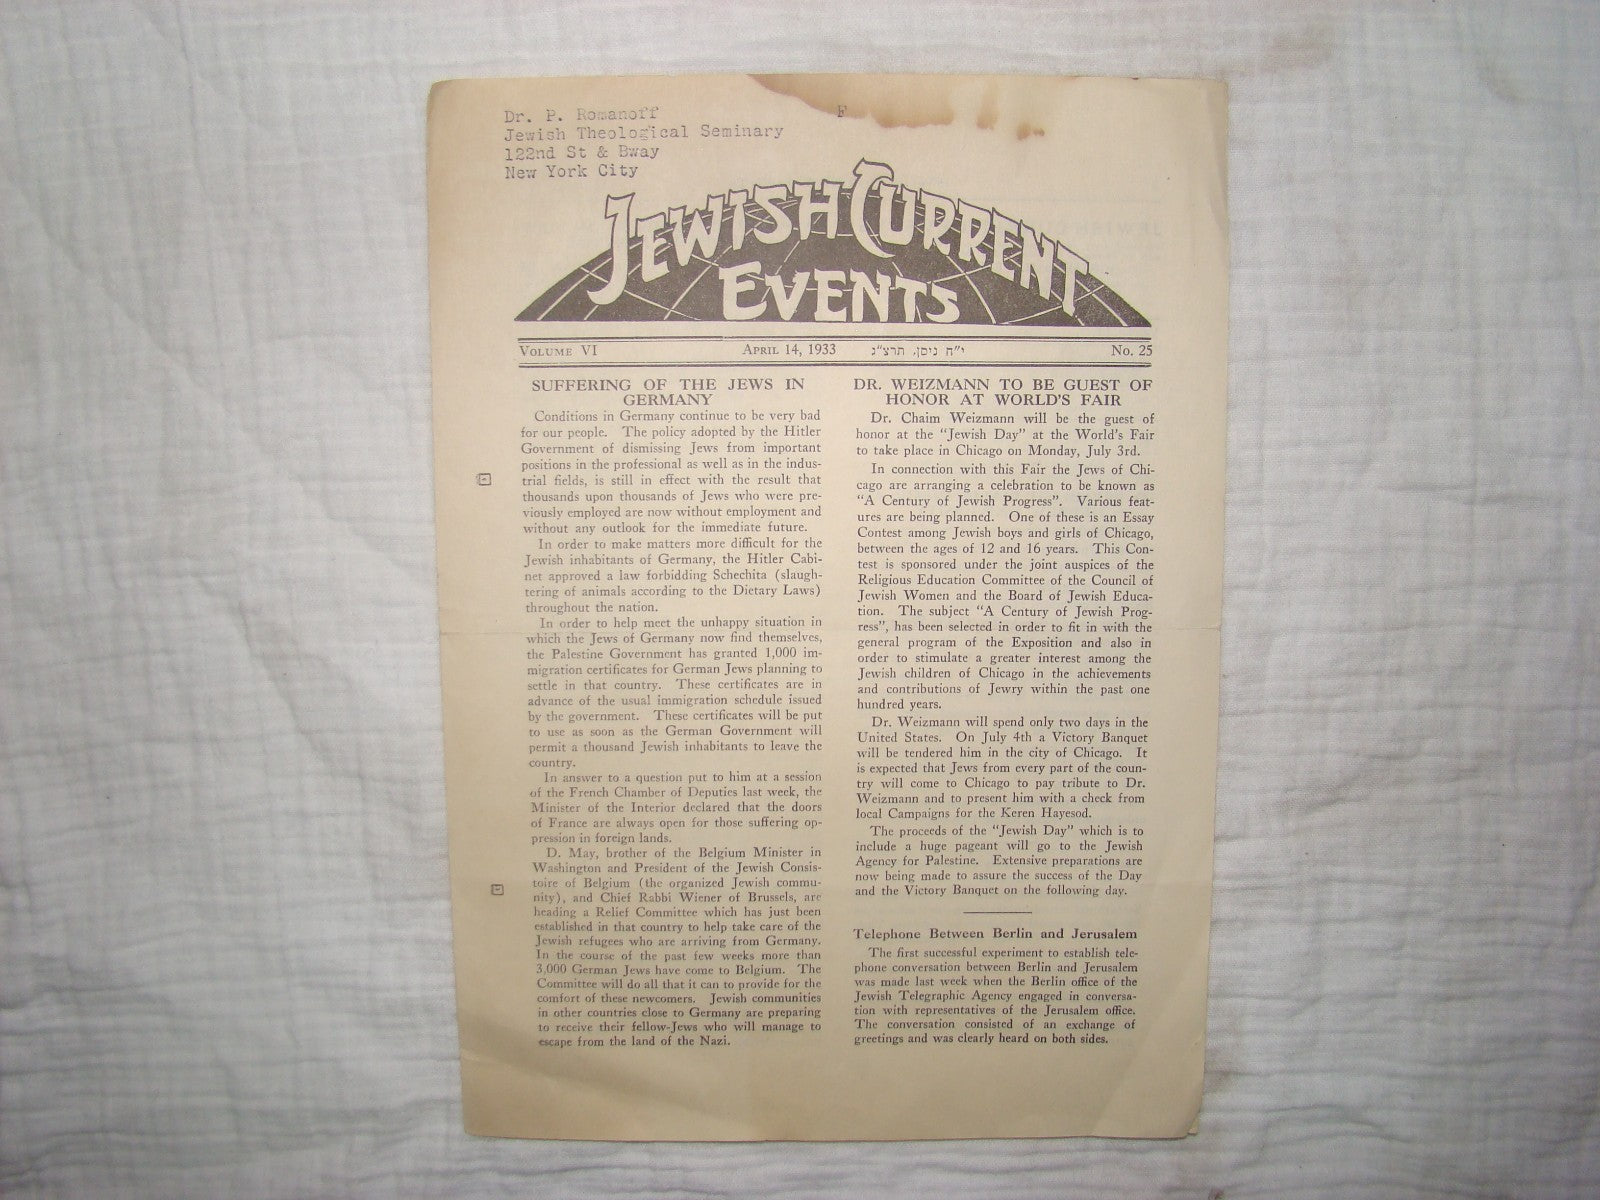 Dr. P. Romanoff
F
Jewish Theological Seminary
122nd St & Bway
New York City
JEWISH CURRENT
EVENTS
VOLUME VI APRIL 14, 1933 י"ח ניסן, תרצ"ג No. 25
SUFFERING OF THE JEWS IN
GERMANY
Conditions in Germany continue to be very bad
for our people. The policy adopted by the Hitler
Government of dismissing Jews from important
positions in the professional as well as in the indus-
trial fields, is still in effect with the result that
thousands upon thousands of Jews who were pre-
viously employed are now without employment and
without any outlook for the immediate future.
In order to make matters more difficult for the
Jewish inhabitants of Germany, the Hitler Cabi-
net approved a law forbidding Schechita (slaugh-
tering of animals according to the Dietary Laws)
throughout the nation.
In order to help meet the unhappy situation in
which the Jews of Germany now find themselves,
the Palestine Government has granted 1,000 im-
migration certificates for German Jews planning to
settle in that country. These certificates are in
advance of the usual immigration schedule issued
by the government. These certificates will be put
to use as soon as the German Government will
permit a thousand Jewish inhabitants to leave the
country.
In answer to a question put to him at a session
of the French Chamber of Deputies last week, the
Minister of the Interior declared that the doors
of France are always open for those suffering op-
pression in foreign lands.
D. May, brother of the Belgium Minister in
Washington and President of the Jewish Consis-
toire of Belgium (the organized Jewish commu-
nity), and Chief Rabbi Wiener of Brussels, are
heading a Relief Committee which has just been
established in that country to help take care of the
Jewish refugees who are arriving from Germany.
In the course of the past few weeks more than
3,000 German Jews have come to Belgium. The
Committee will do all that it can to provide for the
comfort of these newcomers. Jewish communities
in other countries close to Germany are preparing
to receive their fellow-Jews who will manage to
escape from the land of the Nazi.
DR. WEIZMANN TO BE GUEST OF
HONOR AT WORLD'S FAIR
Dr. Chaim Weizmann will be the guest of
honor at the "Jewish Day" at the World's Fair
to take place in Chicago on Monday, July 3rd.
In connection with this Fair the Jews of Chi-
cago are arranging a celebration to be known as
"A Century of Jewish Progress". Various feat-
ures are being planned. One of these is an Essay
Contest among Jewish boys and girls of Chicago,
between the ages of 12 and 16 years. This Con-
test is sponsored under the joint auspices of the
Religious Education Committee of the Council of
Jewish Women and the Board of Jewish Educa-
tion. The subject "A Century of Jewish Prog-
ress", has been selected in order to fit in with the
general program of the Exposition and also in
order to stimulate a greater interest among the
Jewish children of Chicago in the achievements
and contributions of Jewry within the past one
hundred years.
Dr. Weizmann will spend only two days in the
United States. On July 4th a Victory Banquet
will be tendered him in the city of Chicago. It
is expected that Jews from every part of the coun-
try will come to Chicago to pay tribute to Dr.
Weizmann and to present him with a check from
local Campaigns for the Keren Hayesod.
The proceeds of the "Jewish Day" which is to
include a huge pageant will go to the Jewish
Agency for Palestine. Extensive preparations are
now being made to assure the success of the Day
and the Victory Banquet on the following day.
Telephone Between Berlin and Jerusalem
The first successful experiment to establish tele-
phone conversation between Berlin and Jerusalem
was made last week when the Berlin office of the
Jewish Telegraphic Agency engaged in conversa-
tion with representatives of the Jerusalem office.
The conversation consisted of an exchange of
greetings and was clearly heard on both sides.